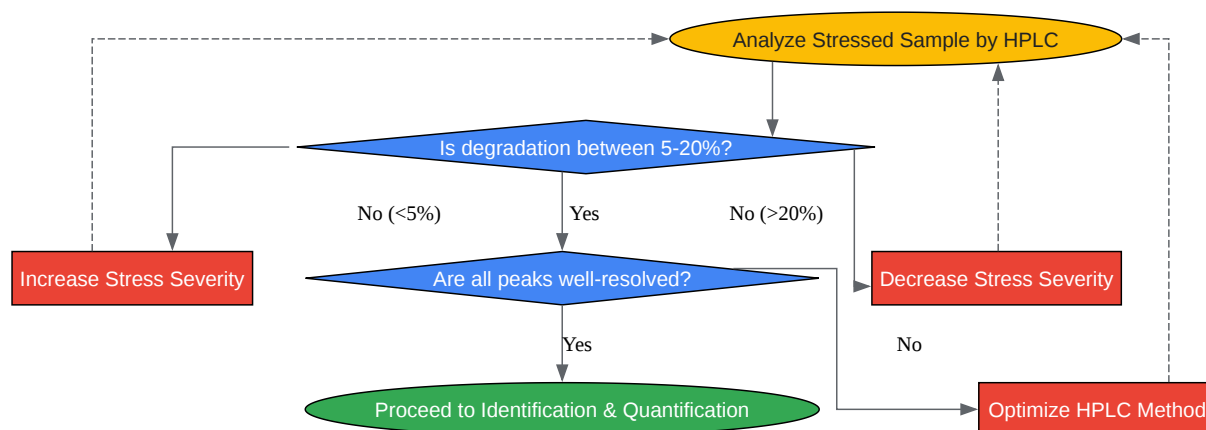 Analyze Stressed Sample by HPLC
Is degradation between 5-20%?
No (<5%)
Yes
No (>20%)
Increase Stress Severity
Are all peaks well-resolved?
Decrease Stress Severity
Yes
No
Proceed to Identification & Quantification
Optimize HPLC Method